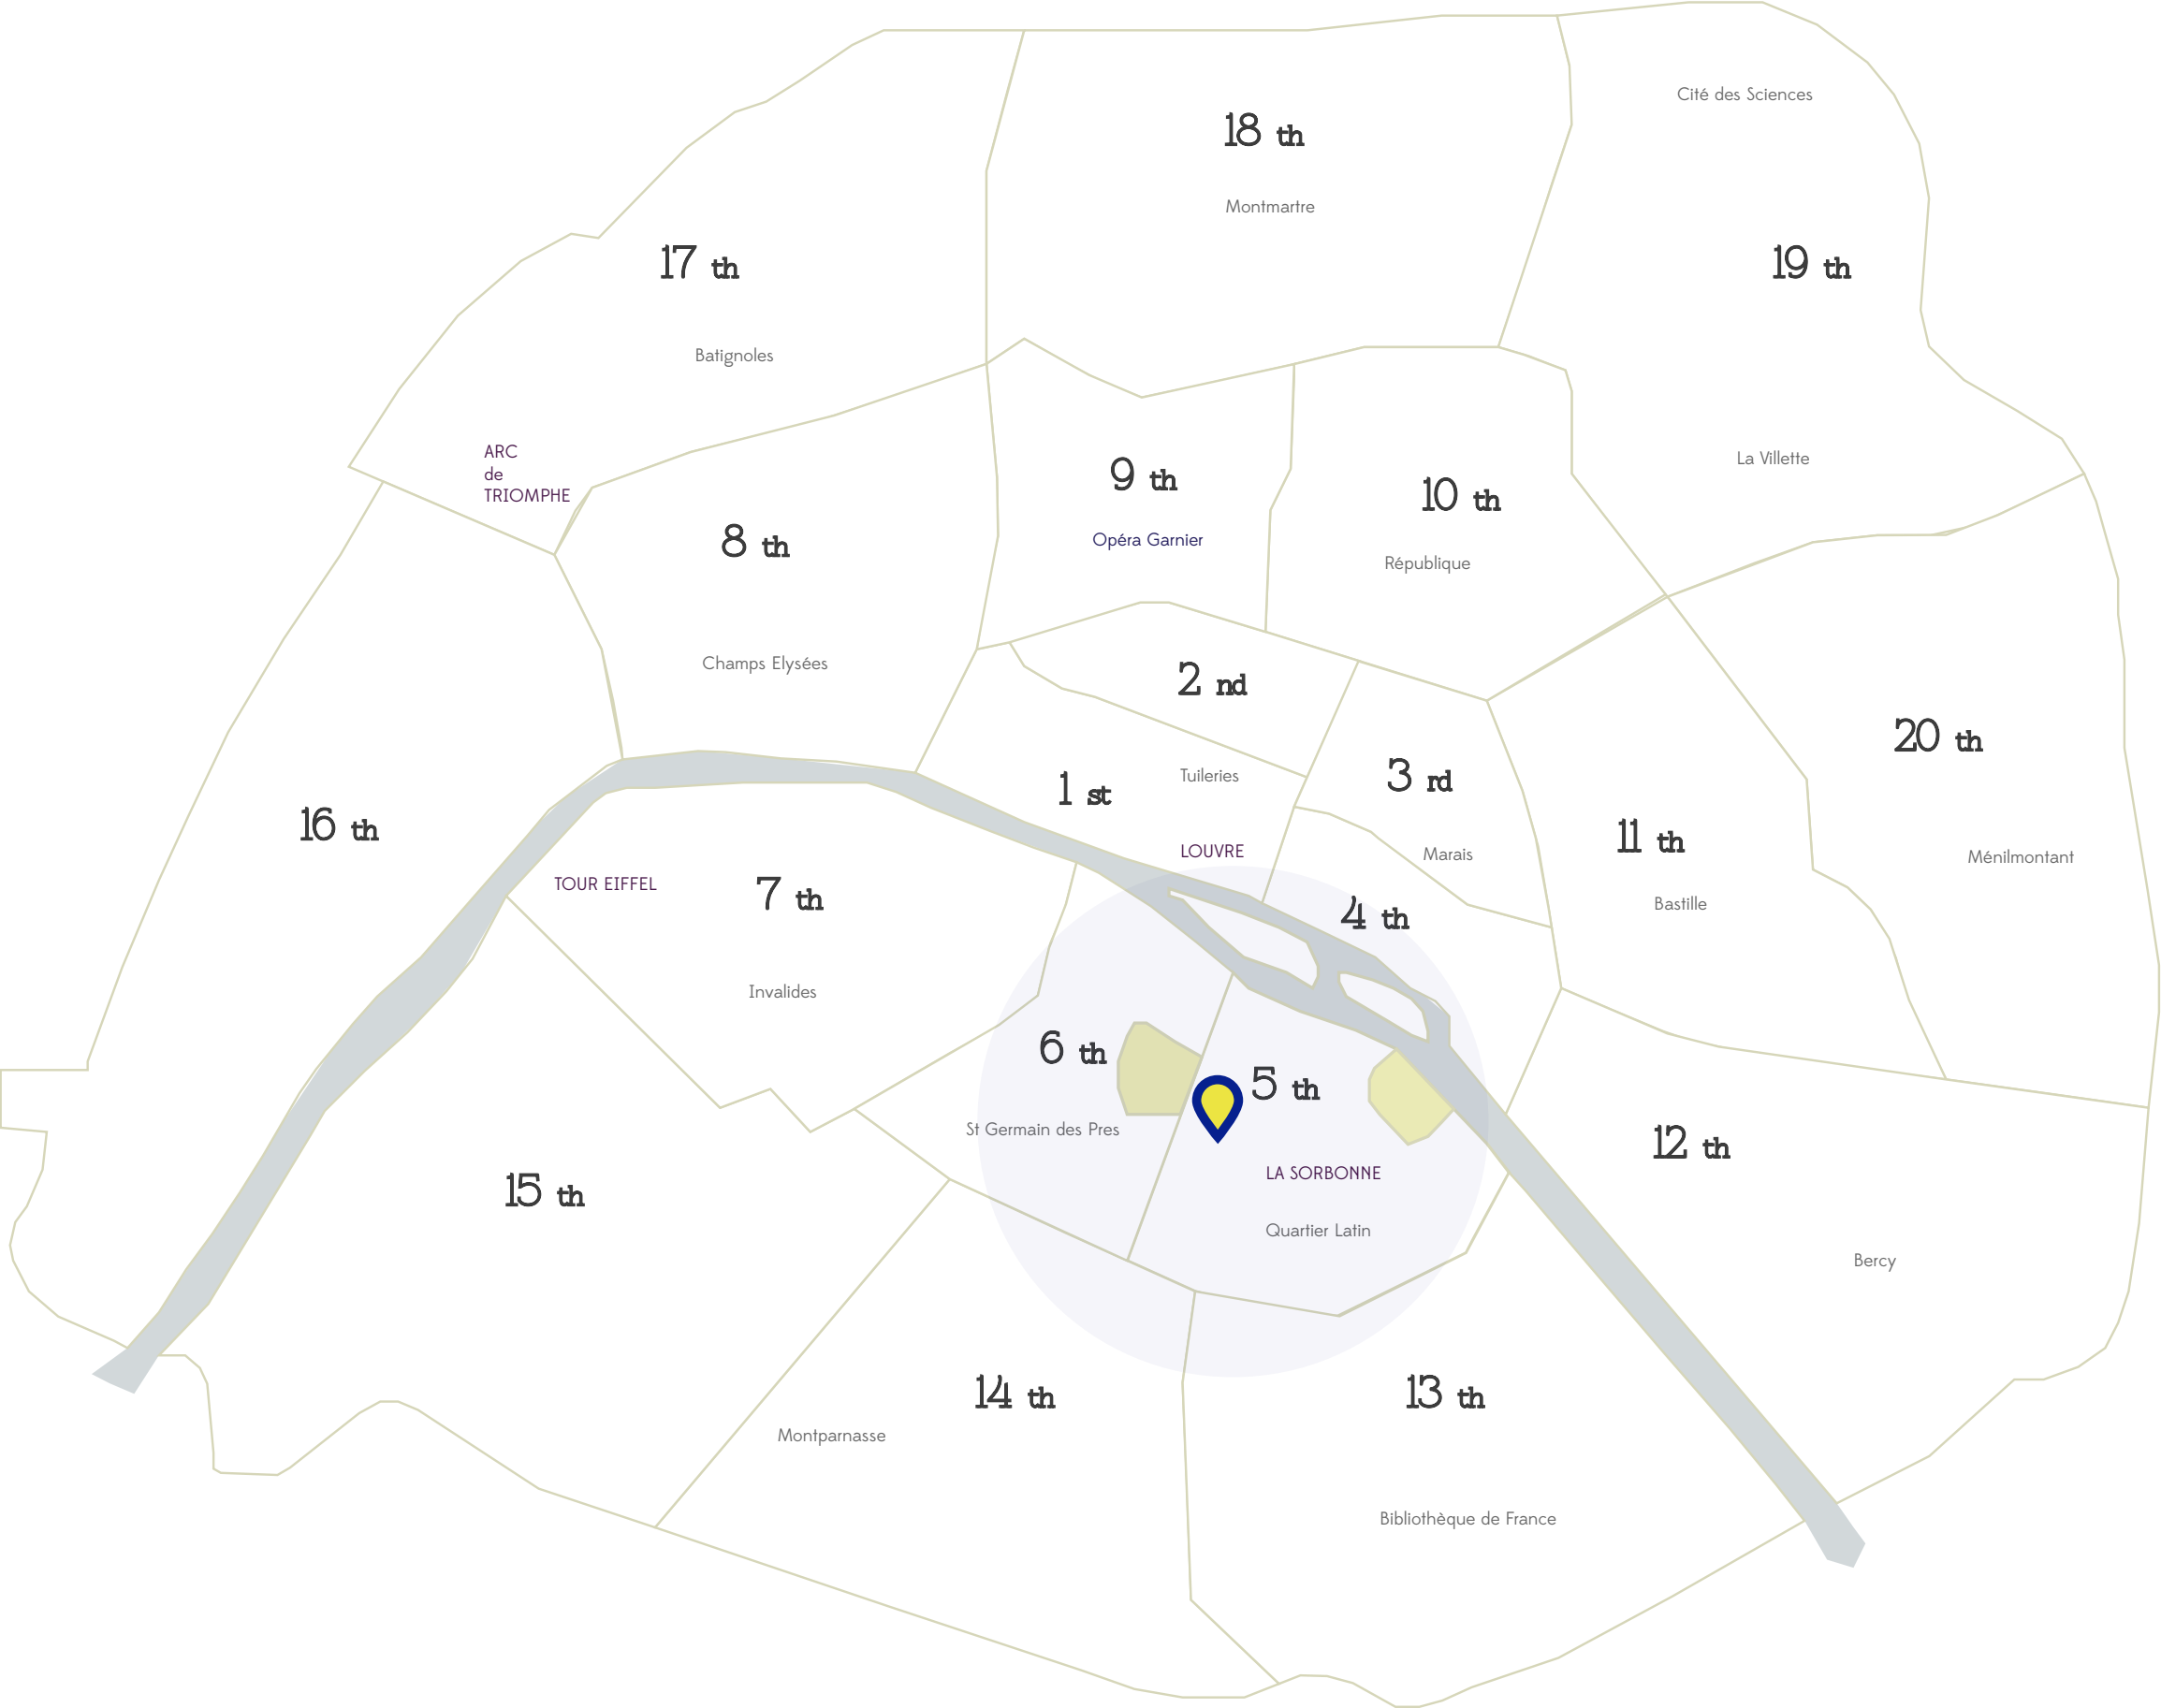 Cité des Sciences
18 th
Montmartre
17 th
19 th
Batignoles
ARC
de
TRIOMPHE
La Villette
9 th
10 th
Opéra Garnier
8 th
République
Champs Elysées
2 nd
20 th
Tuileries
3 rd
1 st
16 th
11 th
LOUVRE
Marais
Ménilmontant
TOUR EIFFEL
7 th
Bastille
4 th
Invalides
6 th
5 th
St Germain des Pres
12 th
LA SORBONNE
15 th
Quartier Latin
Bercy
14 th
13 th
Montparnasse
Bibliothèque de France